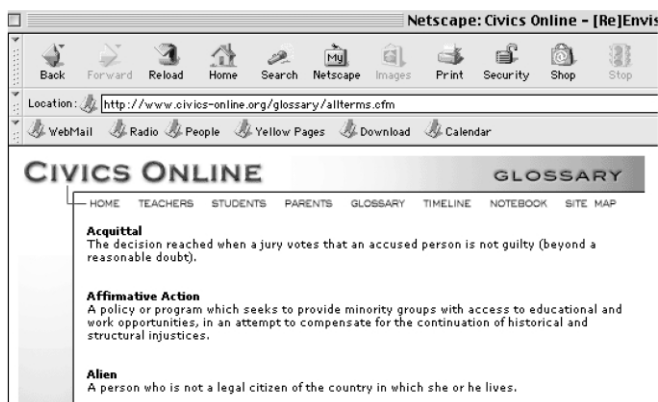 Netscape: Civics Online – [Re]Envis
Back Forward Reload Home Search Netscape Images Print Security Shop Stop
Location: http://www.civics-online.org/glossary/allterms.cfm
WebMail Radio People Yellow Pages Download Calendar
CIVICS ONLINE GLOSSARY
HOME TEACHERS STUDENTS PARENTS GLOSSARY TIMELINE NOTEBOOK SITE MAP
Acquittal
The decision reached when a jury votes that an accused person is not guilty (beyond a
reasonable doubt).
Affirmative Action
A policy or program which seeks to provide minority groups with access to educational and
work opportunities, in an attempt to compensate for the continuation of historical and
structural injustices.
Alien
A person who is not a legal citizen of the country in which she or he lives.